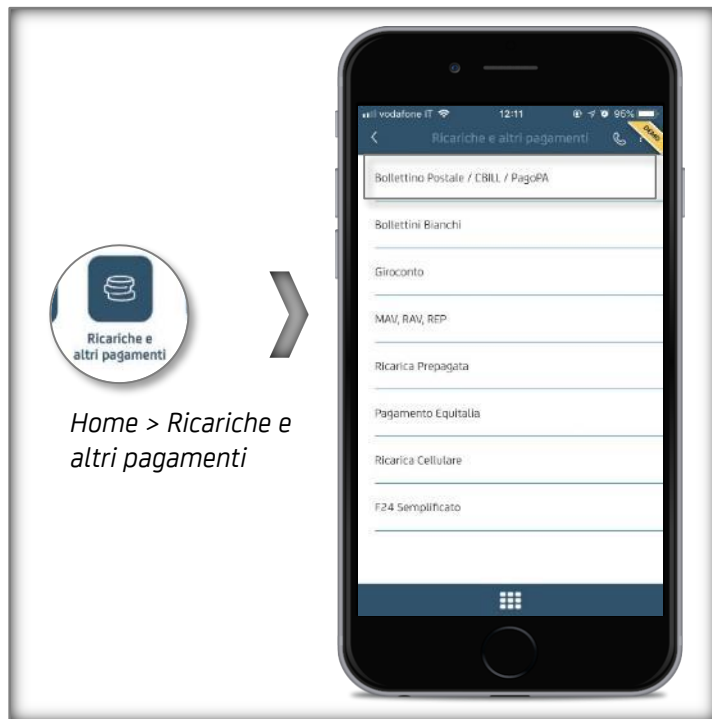 vodafone IT 12:11 96%
Ricariche e altri pagamenti
DEMO
Bollettino Postale / CBILL / PagoPA
Bollettini Bianchi
Giroconto
MAV, RAV, REP
Ricarica Prepagata
Pagamento Equitalia
Ricarica Cellulare
F24 Semplificato
Ricariche e
altri pagamenti
Home > Ricariche e
altri pagamenti